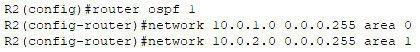 R2(config)#router ospf 1
R2(config-router)#network 10.0.1.0 0.0.0.255 area 0
R2(config-router)#network 10.0.2.0 0.0.0.255 area 1